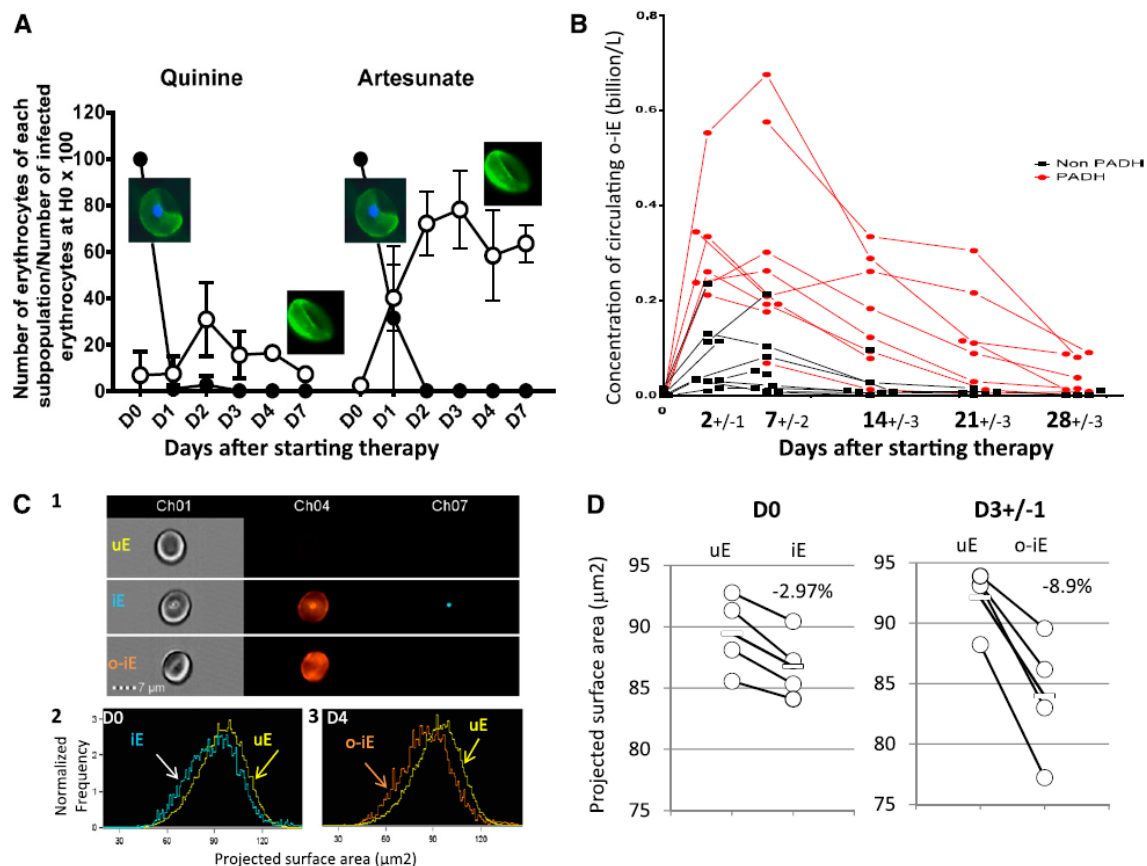 A
Quinine
Artesunate
Number of erythrocytes of each
subpopulation/Number of infected
erythrocytes at H0 x 100
120
100
80
60
40
20
0
D0
D1
D2
D3
D4
D7
D0
D1
D2
D3
D4
D7
Days after starting therapy
B
Concentration of circulating o-iE (billion/L)
0.8
0.6
0.4
0.2
0.0
Non PADH
PADH
0
2+/-1
7+/-2
14+/-3
21+/-3
28+/-3
Days after starting therapy
C
1
Ch01
Ch04
Ch07
uE
iE
o-iE
7 μm
2
D0
iE
uE
3
D4
o-iE
uE
Normalized
Frequency
3
2
1
0
30
60
90
120
30
60
90
120
Projected surface area (μm2)
D
D0
uE
iE
-2.97%
Projected surface area (μm2)
95
90
85
80
75
D3+/-1
uE
o-iE
-8.9%
95
90
85
80
75